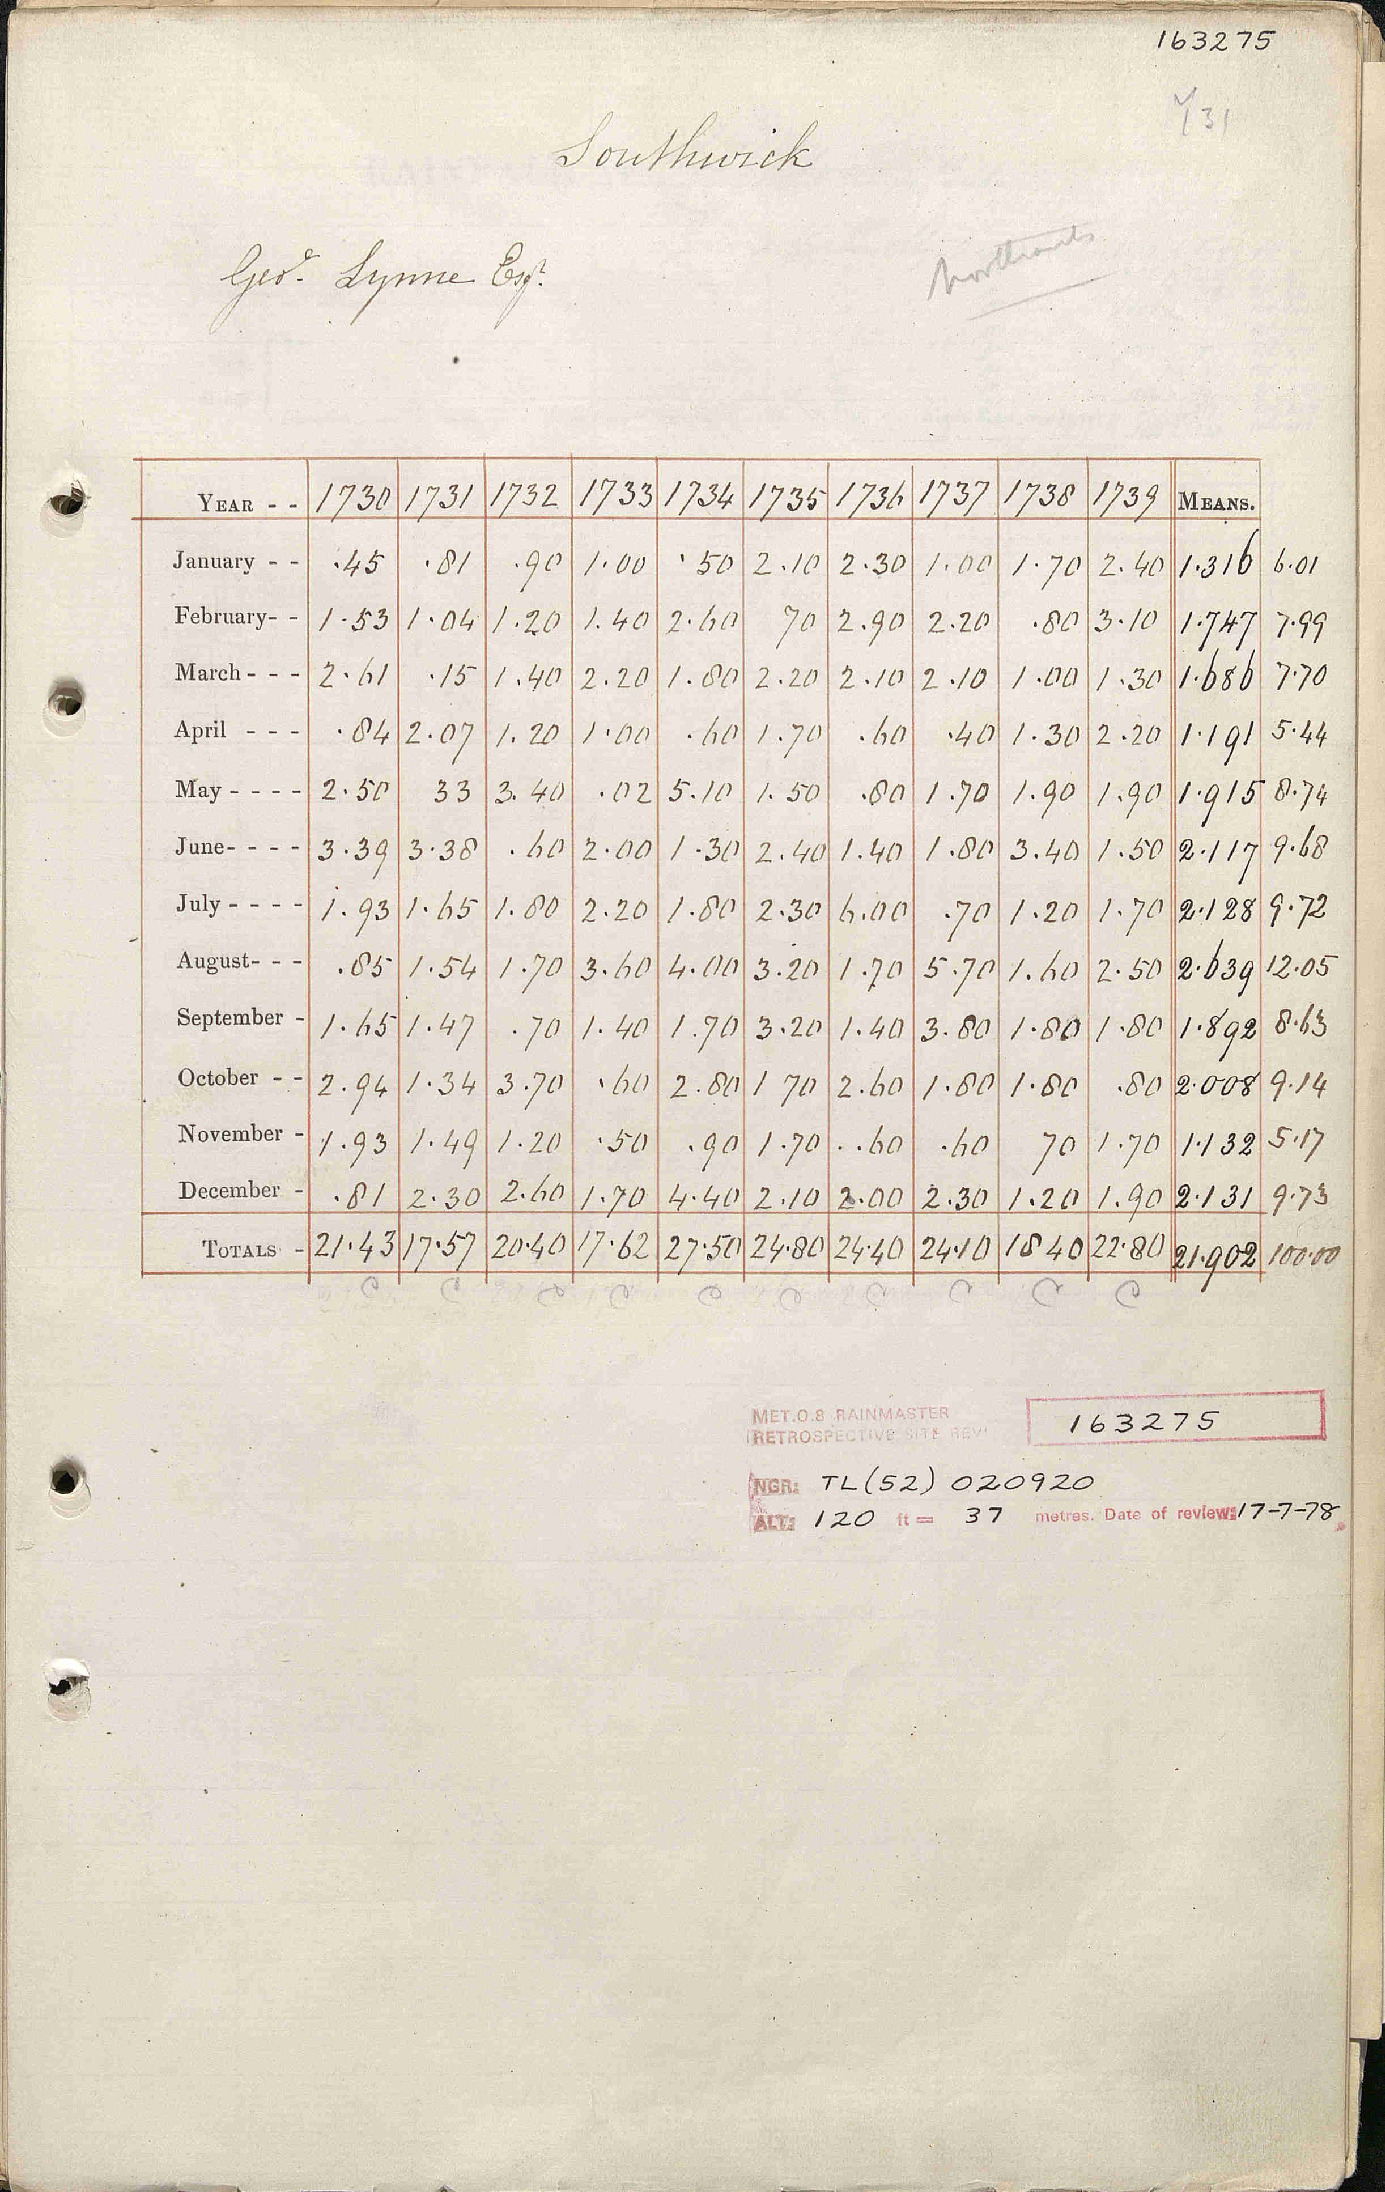 163275
Southwick
Geo. Lynne Esqr.
Northants
YEAR - - 1730 1731 1732 1733 1734 1735 1736 1737 1738 1739 MEANS.
January - - .45 .81 .90 1.00 .50 2.10 2.30 1.00 1.70 2.40 1.316 6.01
February- - 1.53 1.04 1.20 1.40 2.60 70 2.90 2.20 .80 3.10 1.747 7.99
March - - - 2.61 .15 1.40 2.20 1.80 2.20 2.10 2.10 1.00 1.30 1.686 7.70
April - - - .84 2.07 1.20 1.00 .60 1.70 .60 .40 1.30 2.20 1.191 5.44
May - - - - 2.50 33 3.40 .02 5.10 1.50 .80 1.70 1.90 1.90 1.915 8.74
June- - - - 3.39 3.38 .60 2.00 1.30 2.40 1.40 1.80 3.40 1.50 2.117 9.68
July - - - - 1.93 1.65 1.80 2.20 1.80 2.30 6.00 .70 1.20 1.70 2.128 9.72
August- - - .85 1.54 1.70 3.60 4.00 3.20 1.70 5.70 1.60 2.50 2.639 12.05
September - 1.65 1.47 .70 1.40 1.70 3.20 1.40 3.80 1.80 1.80 1.892 8.63
October - - 2.94 1.34 3.70 .60 2.80 1 70 2.60 1.80 1.80 .80 2.008 9.14
November - 1.93 1.49 1.20 .50 .90 1.70 .60 .60 70 1.70 1.132 5.17
December - .81 2.30 2.60 1.70 4.40 2.10 2.00 2.30 1.20 1.90 2.131 9.73
TOTALS - 21.43 17.57 20.40 17.62 27.50 24.80 24.40 24.10 18 40 22.80 21.902 100.00
C C C C C C C C C C
MET.O.8 RAINMASTER
RETROSPECTIVE SITE REVI 163275
NGR: TL(52) 020920
ALT: 120 ft = 37 metres. Date of review: 17-7-78